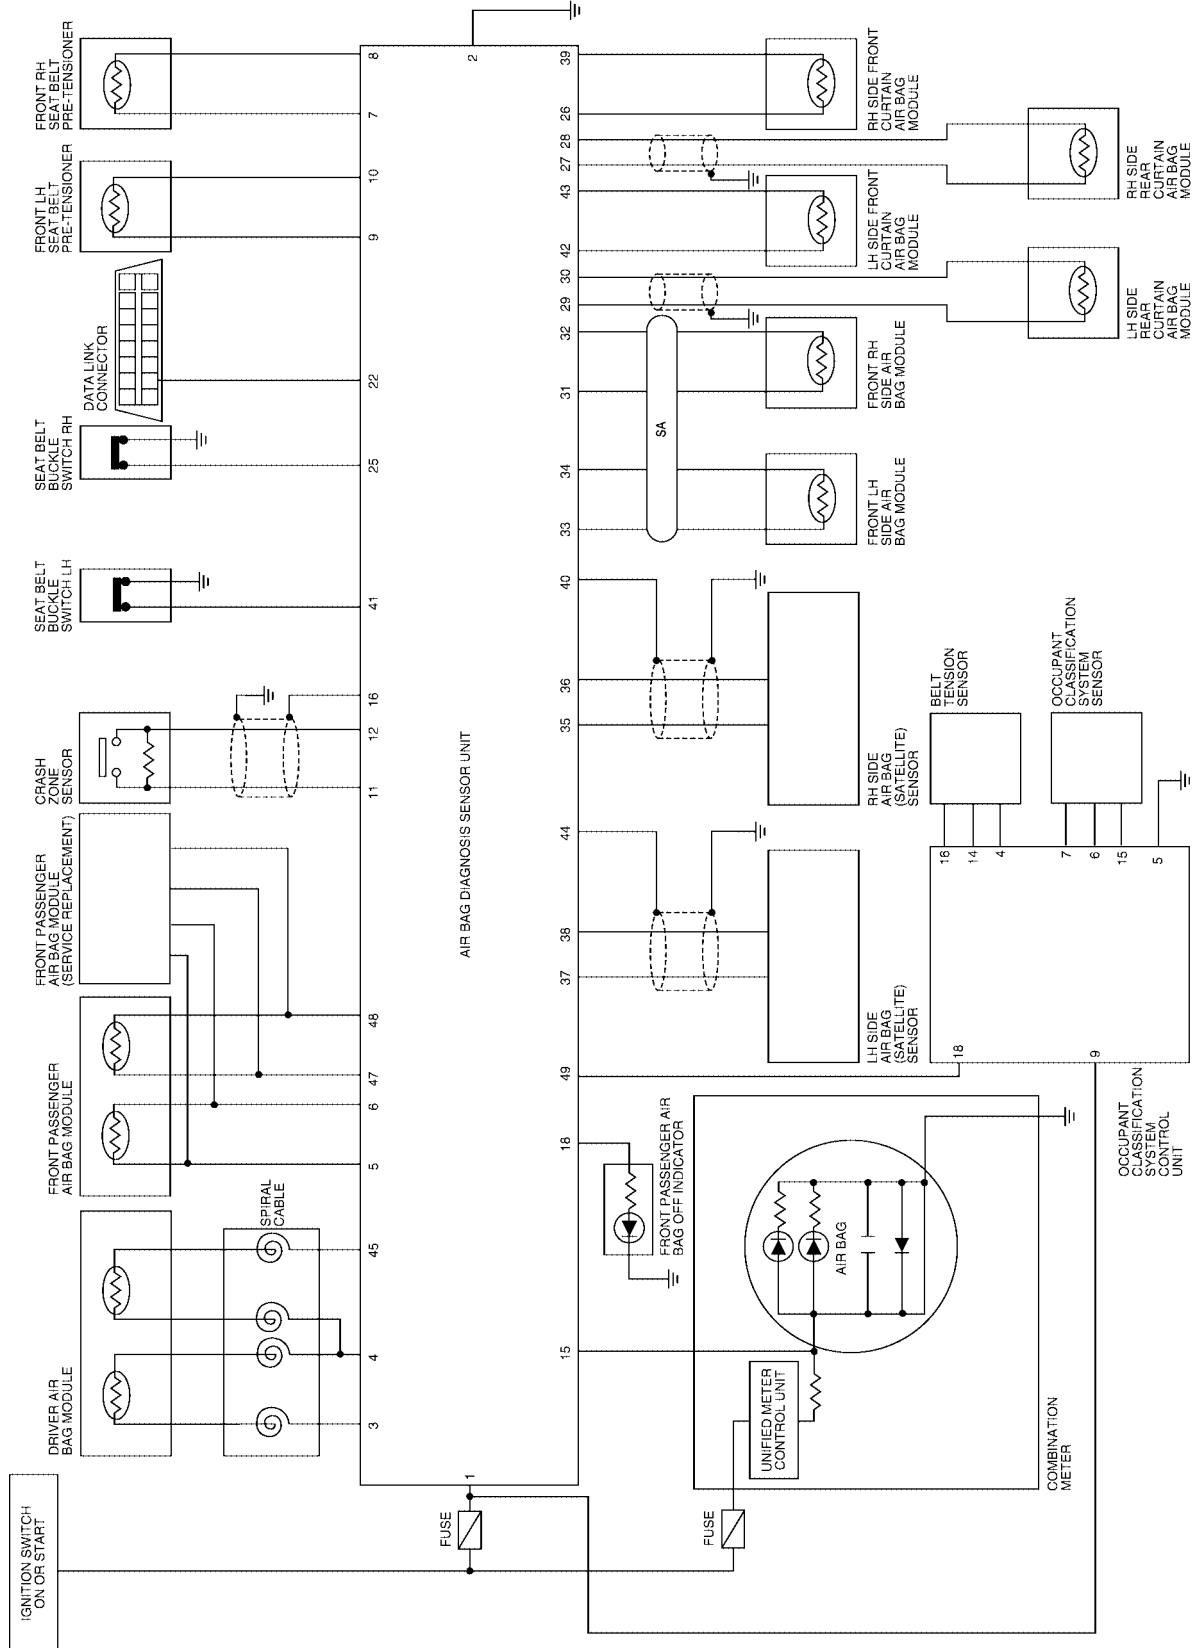 IGNITION SWITCH
ON OR START
FUSE
FUSE
DRIVER AIR
BAG MODULE
SPIRAL
CABLE
FRONT PASSENGER
AIR BAG MODULE
FRONT PASSENGER
AIR BAG MODULE
(SERVICE REPLACEMENT)
CRASH
ZONE
SENSOR
SEAT BELT
BUCKLE
SWITCH LH
SEAT BELT
BUCKLE
SWITCH RH
DATA LINK
CONNECTOR
FRONT LH
SEAT BELT
PRE-TENSIONER
FRONT RH
SEAT BELT
PRE-TENSIONER
1
3
4
45
5
6
47
48
11
12
16
41
25
22
9
10
7
8
2
AIR BAG DIAGNOSIS SENSOR UNIT
15
18
49
37
38
44
35
36
40
33
34
31
32
29
30
42
43
27
28
26
39
UNIFIED METER
CONTROL UNIT
AIR BAG
COMBINATION
METER
FRONT PASSENGER AIR
BAG OFF INDICATOR
LH SIDE
AIR BAG
(SATELLITE)
SENSOR
RH SIDE
AIR BAG
(SATELLITE)
SENSOR
SA
FRONT LH
SIDE AIR
BAG MODULE
FRONT RH
SIDE AIR
BAG MODULE
LH SIDE FRONT
CURTAIN
AIR BAG
MODULE
RH SIDE FRONT
CURTAIN
AIR BAG
MODULE
18
9
16
14
4
7
6
15
5
OCCUPANT
CLASSIFICATION
SYSTEM
CONTROL
UNIT
BELT
TENSION
SENSOR
OCCUPANT
CLASSIFICATION
SYSTEM
SENSOR
LH SIDE
REAR
CURTAIN
AIR BAG
MODULE
RH SIDE
REAR
CURTAIN
AIR BAG
MODULE